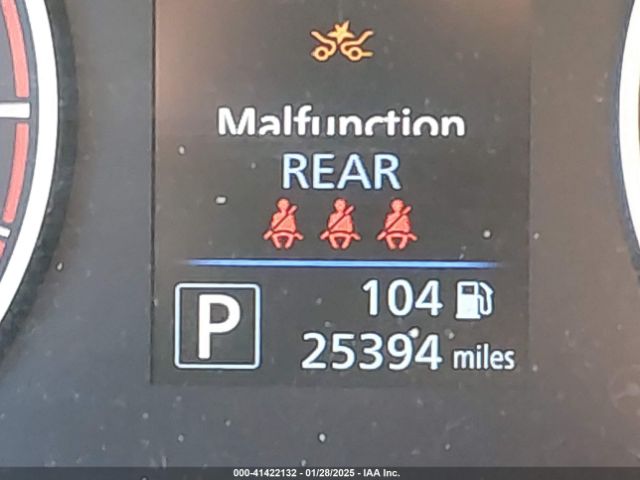 Malfunction
REAR
P 104
25394 miles
000-41422132 - 01/28/2025 - IAA Inc.